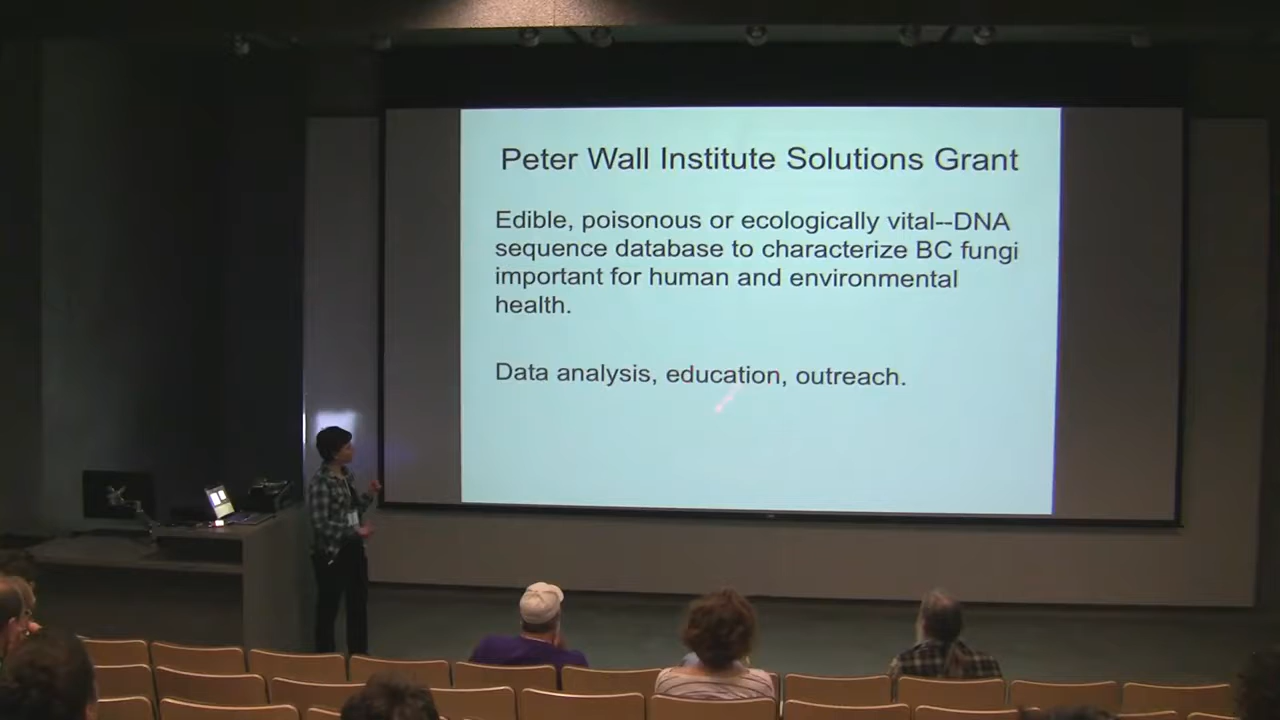 Peter Wall Institute Solutions Grant
Edible, poisonous or ecologically vital--DNA
sequence database to characterize BC fungi
important for human and environmental
health.
Data analysis, education, outreach.